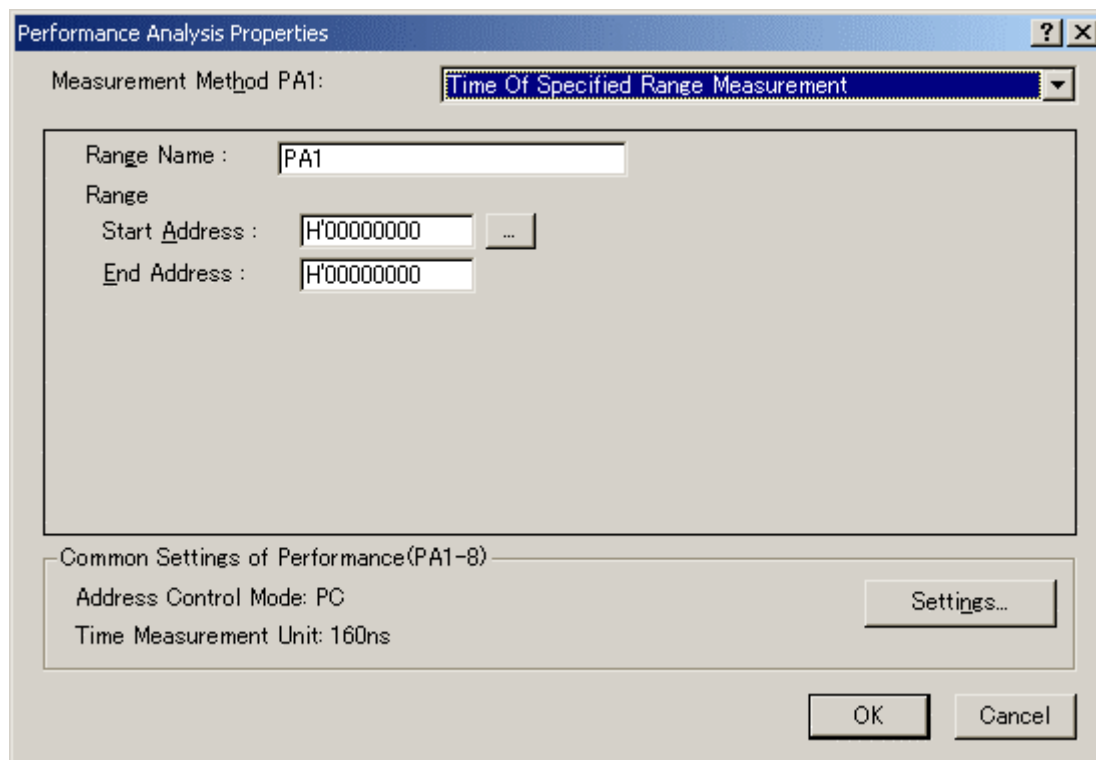 Performance Analysis Properties
Measurement Method PA1: Time Of Specified Range Measurement
Range Name : PA1
Range
Start Address : H'00000000 ...
End Address : H'00000000
Common Settings of Performance(PA1-8)
Address Control Mode: PC
Settings...
Time Measurement Unit: 160ns
OK Cancel